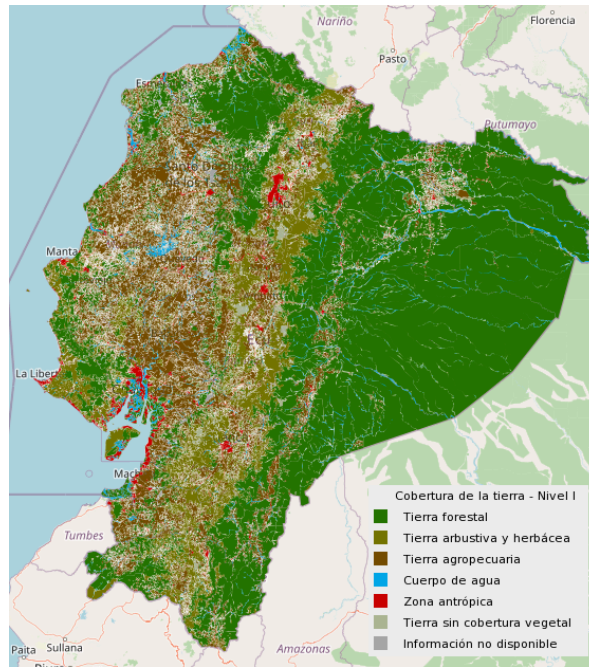 Nariño
Florencia
Pasto
Putumayo
Manta
La Libert
Mach
Tumbes
Cobertura de la tierra - Nivel I
Tierra forestal
Tierra arbustiva y herbácea
Tierra agropecuaria
Cuerpo de agua
Zona antrópica
Tierra sin cobertura vegetal
Información no disponible
Amazonas
Paita
Sullana